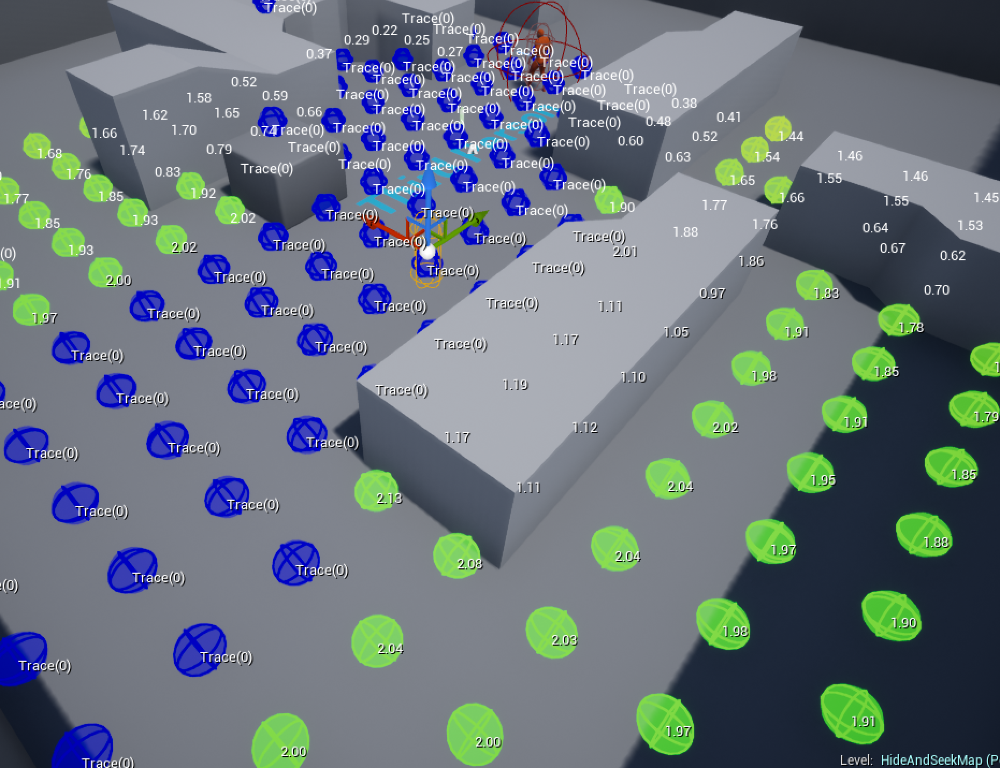 Trace(0)
Trace(0)
Trace(0)
0.22
Trace(0)
0.29
0.25
Trace(0)
0.37
0.27
Trace(0)
Trace(0)
Trace(0)
Trace(0)
Trace(0)
Trace(0)
Trace(0)
Trace(0)
Trace(0)
Trace(0)
0.52
Trace(0)
Trace(0)
Trace(0)
Trace(0)
Trace(0)
1.58
0.59
Trace(0)
Trace(0)
Trace(0)
0.38
1.62
1.65
0.66
Trace(0)
Trace(0)
0.48
0.41
1.66
1.70
0.74
Trace(0)
Trace(0)
Trace(0)
Trace(0)
0.52
1.44
1.68
1.74
0.79
Trace(0)
Trace(0)
Trace(0)
Trace(0)
0.60
0.63
1.54
1.46
1.76
0.83
Trace(0)
Trace(0)
Trace(0)
Trace(0)
1.65
1.55
1.46
1.77
1.85
1.92
Trace(0)
Trace(0)
Trace(0)
1.66
1.55
1.45
1.85
1.93
2.02
Trace(0)
Trace(0)
Trace(0)
1.90
1.77
1.76
0.64
1.53
1.93
2.02
Trace(0)
Trace(0)
Trace(0)
Trace(0)
2.01
1.88
0.67
0.62
(0)
.91
2.00
Trace(0)
Trace(0)
Trace(0)
Trace(0)
1.86
1.83
0.70
1.97
Trace(0)
Trace(0)
Trace(0)
Trace(0)
1.11
0.97
Trace(0)
Trace(0)
Trace(0)
Trace(0)
1.17
1.05
1.91
1.78
ace(0)
Trace(0)
Trace(0)
Trace(0)
1.19
1.10
1.98
1.85
Trace(0)
Trace(0)
Trace(0)
1.17
1.12
2.02
1.91
1.79
Trace(0)
Trace(0)
2.13
1.11
2.04
1.95
1.85
(0)
Trace(0)
Trace(0)
2.08
2.04
1.97
1.88
Trace(0)
Trace(0)
2.04
2.03
1.98
1.90
Trace(0)
2.00
2.00
1.97
1.91
Level: HideAndSeekMap (P